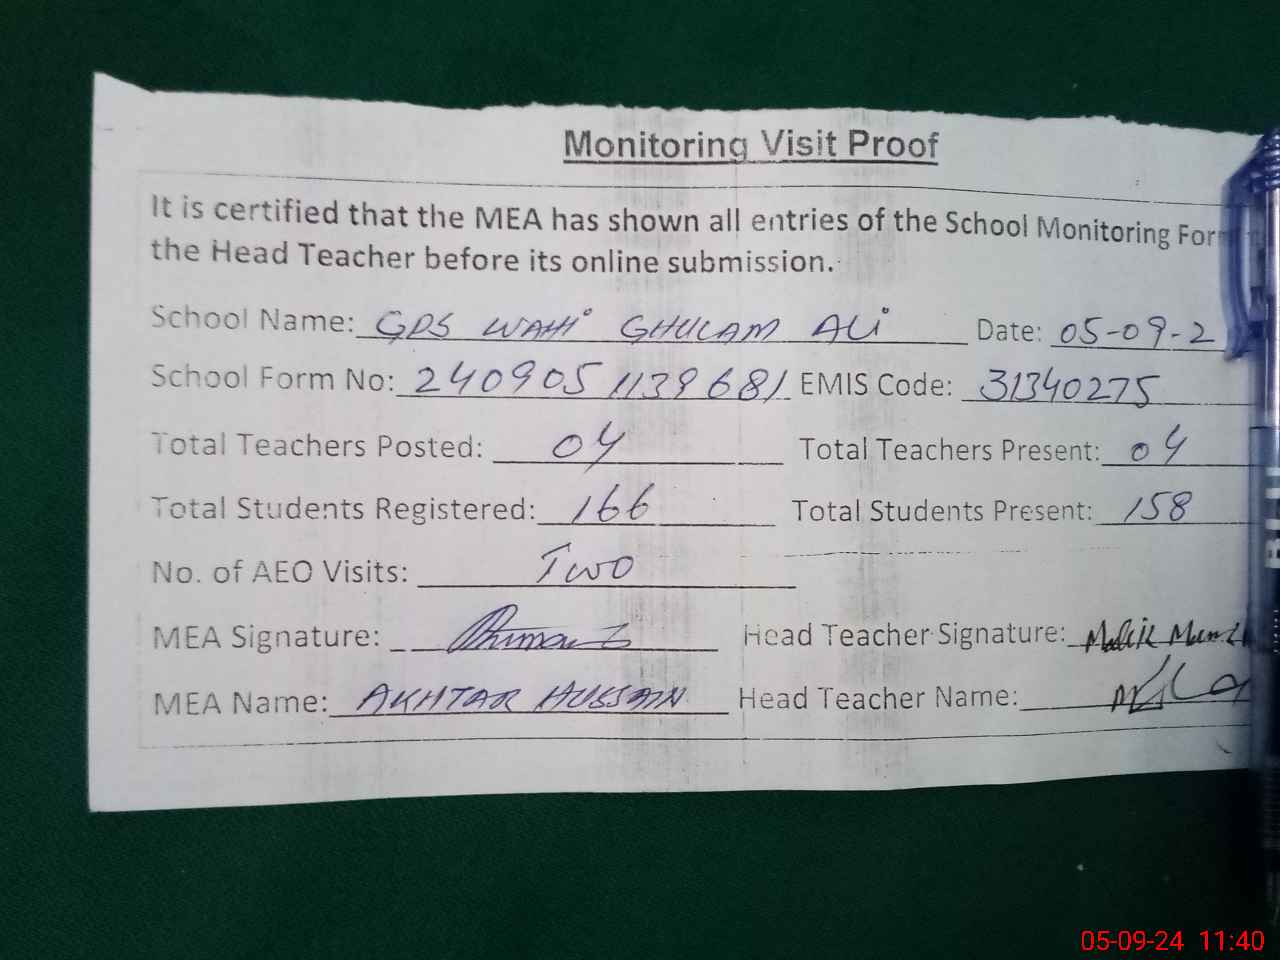 Monitoring Visit Proof
It is certified that the MEA has shown all entries of the School Monitoring For
the Head Teacher before its online submission.
School Name: GPS WAHI GHULAM ALI Date: 05-09-2
School Form No: 240905 1139681 EMIS Code: 31340275
Total Teachers Posted: 04 Total Teachers Present: 04
Total Students Registered: 166 Total Students Present: 158
No. of AEO Visits: Two
MEA Signature: Head Teacher Signature: Malik
MEA Name: AKHTAR HUSSAIN Head Teacher Name:
05-09-24 11:40